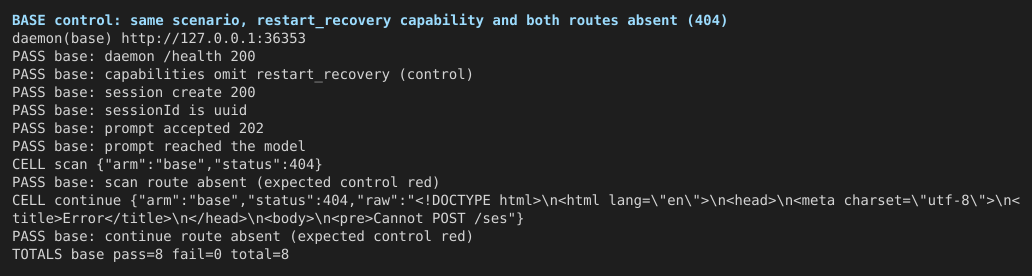 BASE control: same scenario, restart_recovery capability and both routes absent (404)
daemon(base) http://127.0.0.1:36353
PASS base: daemon /health 200
PASS base: capabilities omit restart_recovery (control)
PASS base: session create 200
PASS base: sessionId is uuid
PASS base: prompt accepted 202
PASS base: prompt reached the model
CELL scan {"arm":"base","status":404}
PASS base: scan route absent (expected control red)
CELL continue {"arm":"base","status":404,"raw":"<!DOCTYPE html>\n<html lang=\"en\">\n<head>\n<meta charset=\"utf-8\">\n<
title>Error</title>\n</head>\n<body>\n<pre>Cannot POST /ses"}
PASS base: continue route absent (expected control red)
TOTALS base pass=8 fail=0 total=8